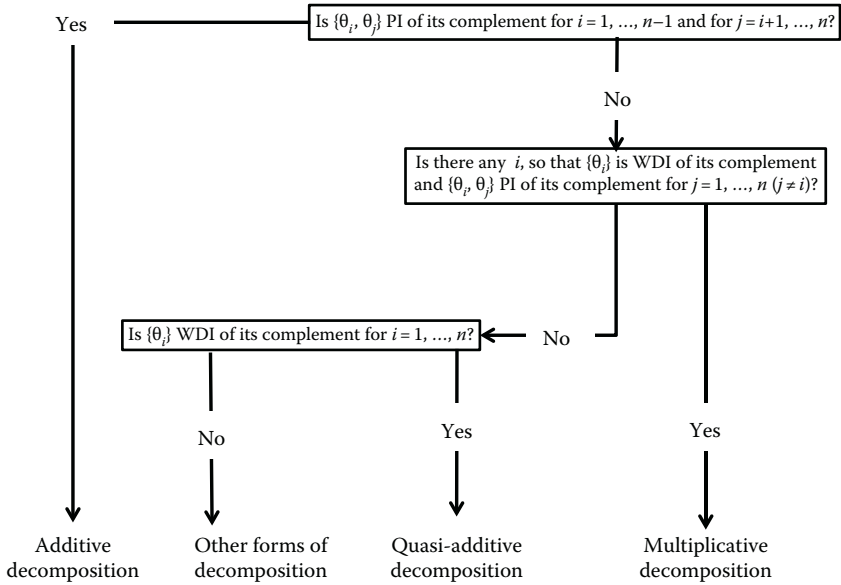 Yes
Is {θi, θj} PI of its complement for i = 1, ..., n−1 and for j = i+1, ..., n?
No
Is there any i, so that {θi} is WDI of its complement
and {θi, θj} PI of its complement for j = 1, ..., n (j ≠ i)?
Is {θi} WDI of its complement for i = 1, ..., n?
No
No
Yes
Yes
Additive
decomposition
Other forms of
decomposition
Quasi-additive
decomposition
Multiplicative
decomposition